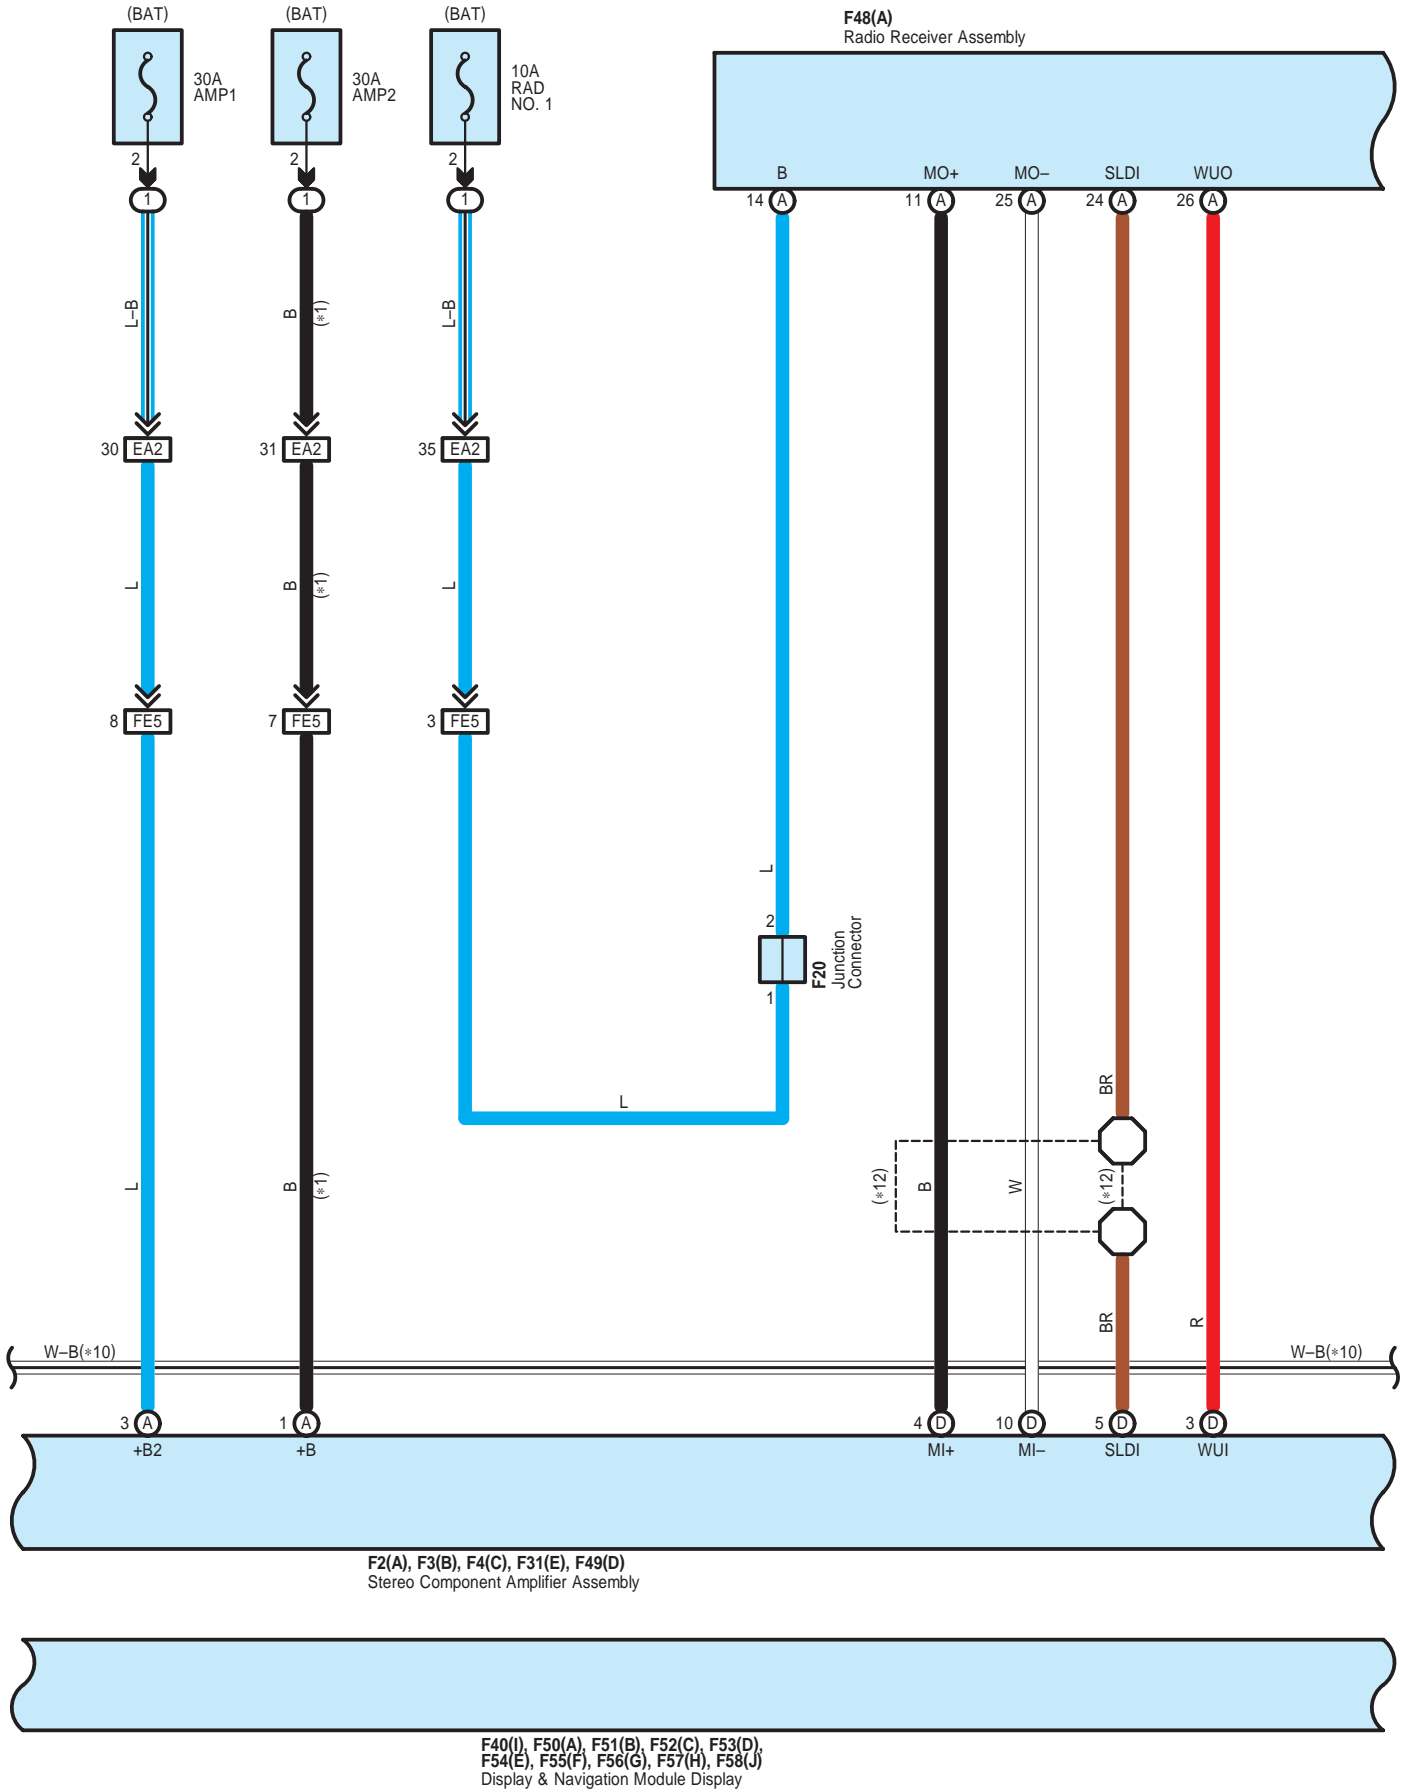 (BAT)
(BAT)
(BAT)
F48(A)
Radio Receiver Assembly
30A
AMP1
30A
AMP2
10A
RAD
NO. 1
2
2
2
1
1
1
B
MO+
MO–
SLDI
WUO
14 A
11 A
25 A
24 A
26 A
L–B
B
(*1)
L–B
30 EA2
31 EA2
35 EA2
L
B
(*1)
L
8 FE5
7 FE5
3 FE5
L
2
F20
Junction
Connector
1
L
BR
(*12)
(*12)
L
B
(*1)
B
W
BR
R
W–B(*10)
W–B(*10)
3 A
1 A
4 D
10 D
5 D
3 D
+B2
+B
MI+
MI–
SLDI
WUI
F2(A), F3(B), F4(C), F31(E), F49(D)
Stereo Component Amplifier Assembly
F40(I), F50(A), F51(B), F52(C), F53(D),
F54(E), F55(F), F56(G), F57(H), F58(J)
Display & Navigation Module Display